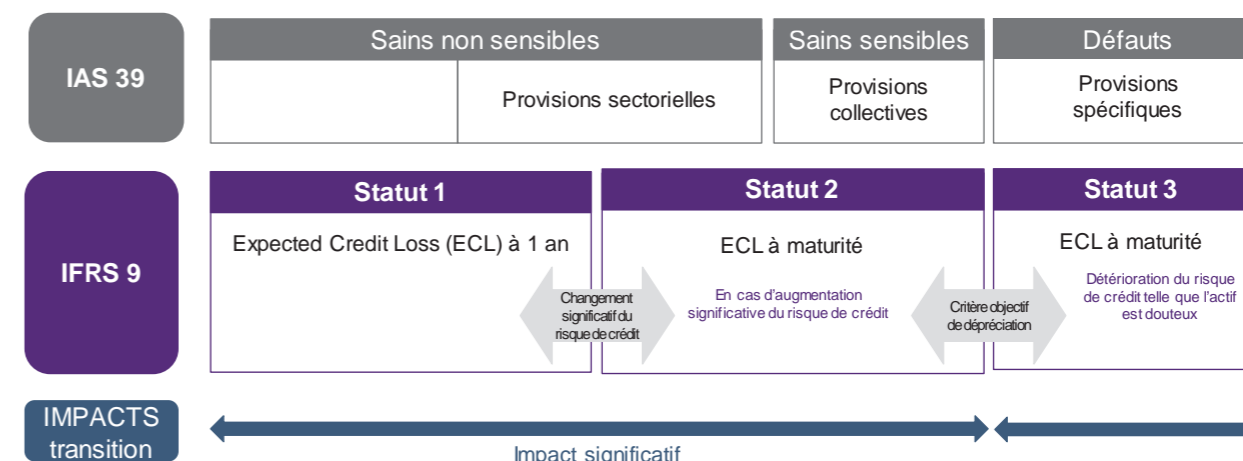 IAS 39
Sains non sensibles
Sains sensibles
Défauts
Provisions sectorielles
Provisions
collectives
Provisions
spécifiques
IFRS 9
Statut 1
Statut 2
Statut 3
Expected Credit Loss (ECL) à 1 an
ECL à maturité
ECL à maturité
Changement
significatif du
risque de crédit
En cas d'augmentation
significative du risque de crédit
Critère objectif
de dépréciation
Détérioration du risque
de crédit telle que l'actif
est douteux
IMPACTS
transition
Impact significatif